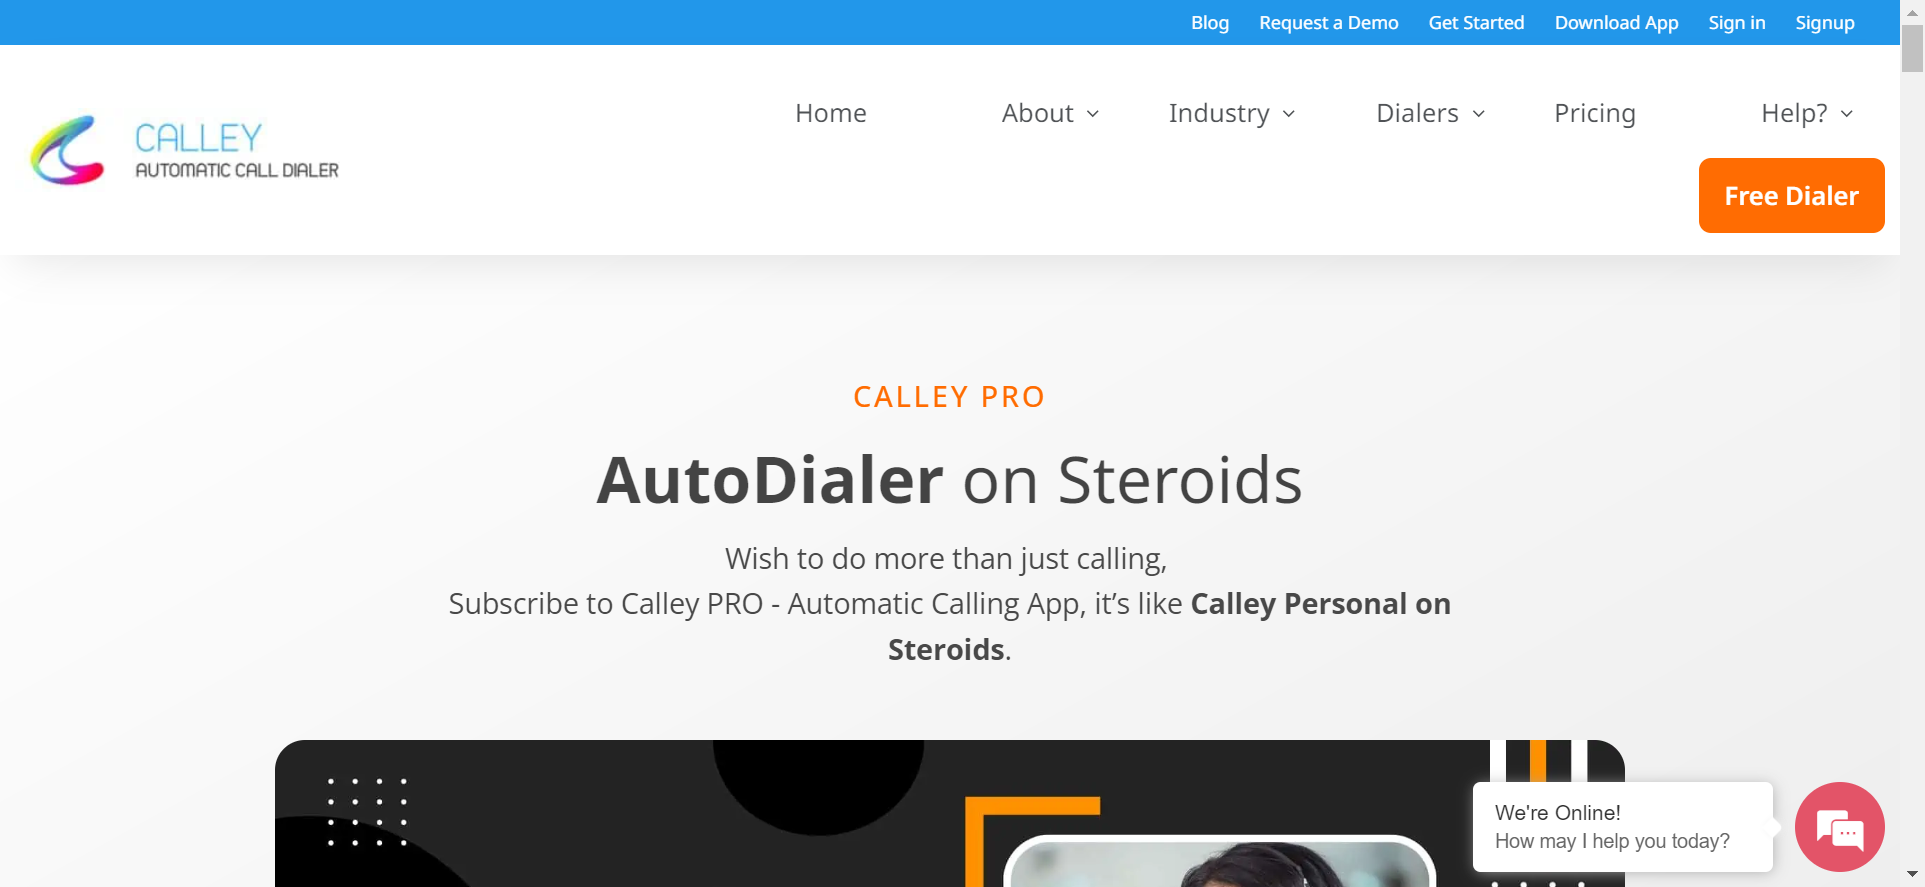 Blog Request a Demo Get Started Download App Sign in Signup
CALLEY
AUTOMATIC CALL DIALER
Home About Industry Dialers Pricing Help?
Free Dialer
CALLEY PRO
AutoDialer on Steroids
Wish to do more than just calling,
Subscribe to Calley PRO - Automatic Calling App, it’s like Calley Personal on
Steroids.
We're Online!
How may I help you today?